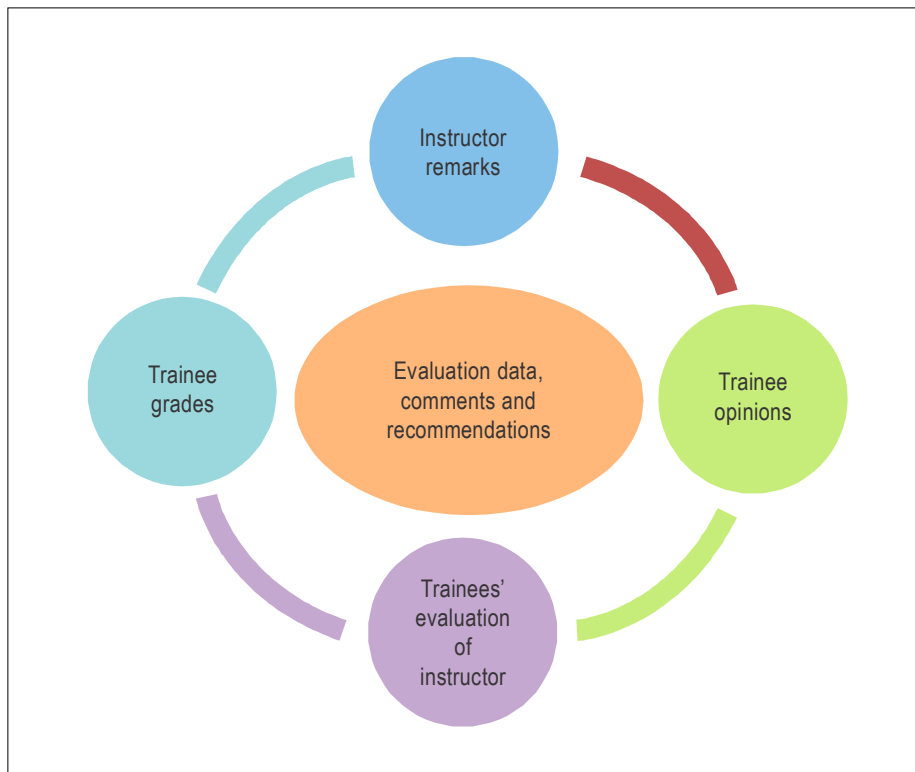 Instructor
remarks
Trainee
grades
Evaluation data,
comments and
recommendations
Trainee
opinions
Trainees’
evaluation
of
instructor